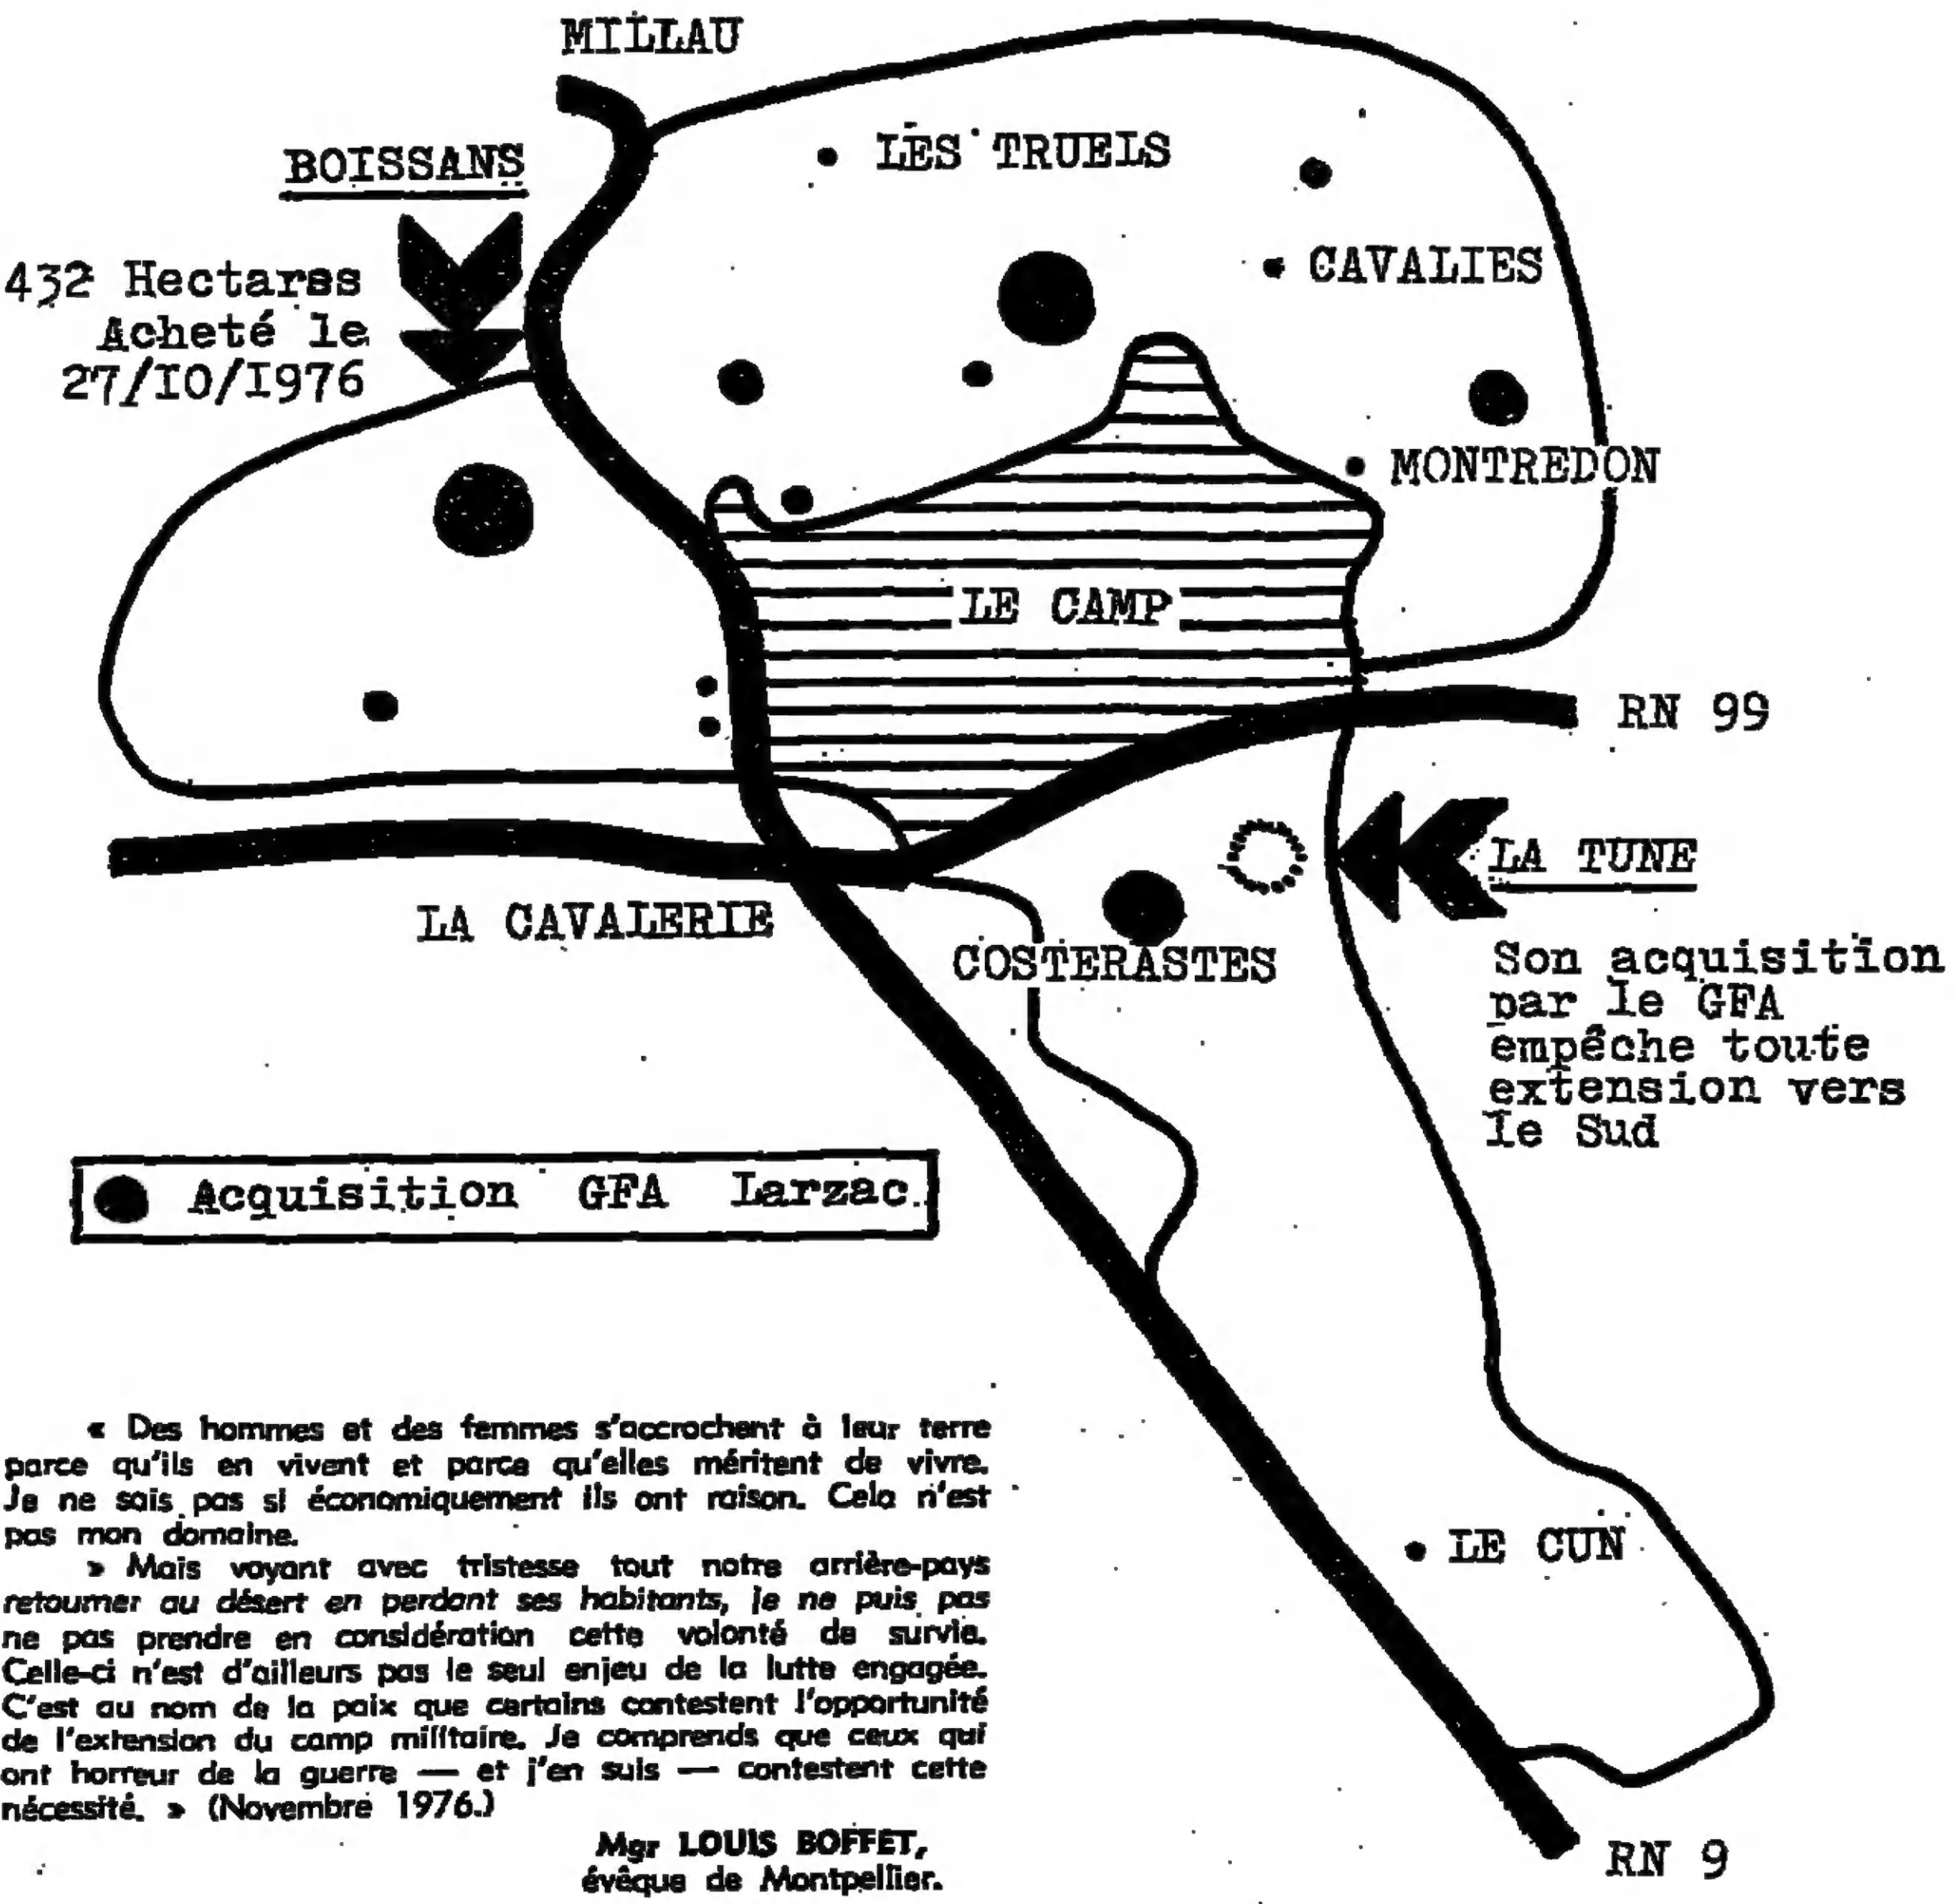 MILLAU
BOISSANS
432 Hectares
Acheté le
27/IO/I976
LES TRUELS
CAVALIES
MONTREDON
LE CAMP
RN 99
LA CAVALERIE
COSTERASTES
LA TUNE
Son acquisition
par le GFA
empêche toute
extension vers
le Sud
Acquisition GFA Larzac.
« Des hommes et des femmes s'accrochent à leur terre
parce qu'ils en vivent et parce qu'elles méritent de vivre.
Je ne sais pas si économiquement ils ont raison. Cela n'est
pas mon domaine.
» Mais voyant avec tristesse tout notre arrière-pays
retourner au désert en perdant ses habitants, je ne puis pas
ne pas prendre en considération cette volonté de survie.
Celle-ci n'est d'ailleurs pas le seul enjeu de la lutte engagée.
C'est au nom de la paix que certains contestent l'opportunité
de l'extension du camp militaire. Je comprends que ceux qui
ont horreur de la guerre — et j'en suis — contestent cette
nécessité. » (Novembre 1976.)
Mgr LOUIS BOFFET,
évêque de Montpellier.
LE CUN
RN 9